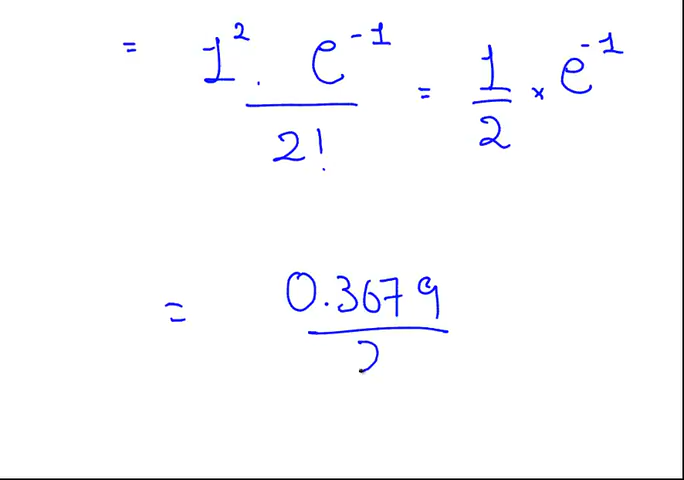 = 1² · e⁻¹ / 2! = 1/2 × e⁻¹
= 0.3679 / 2